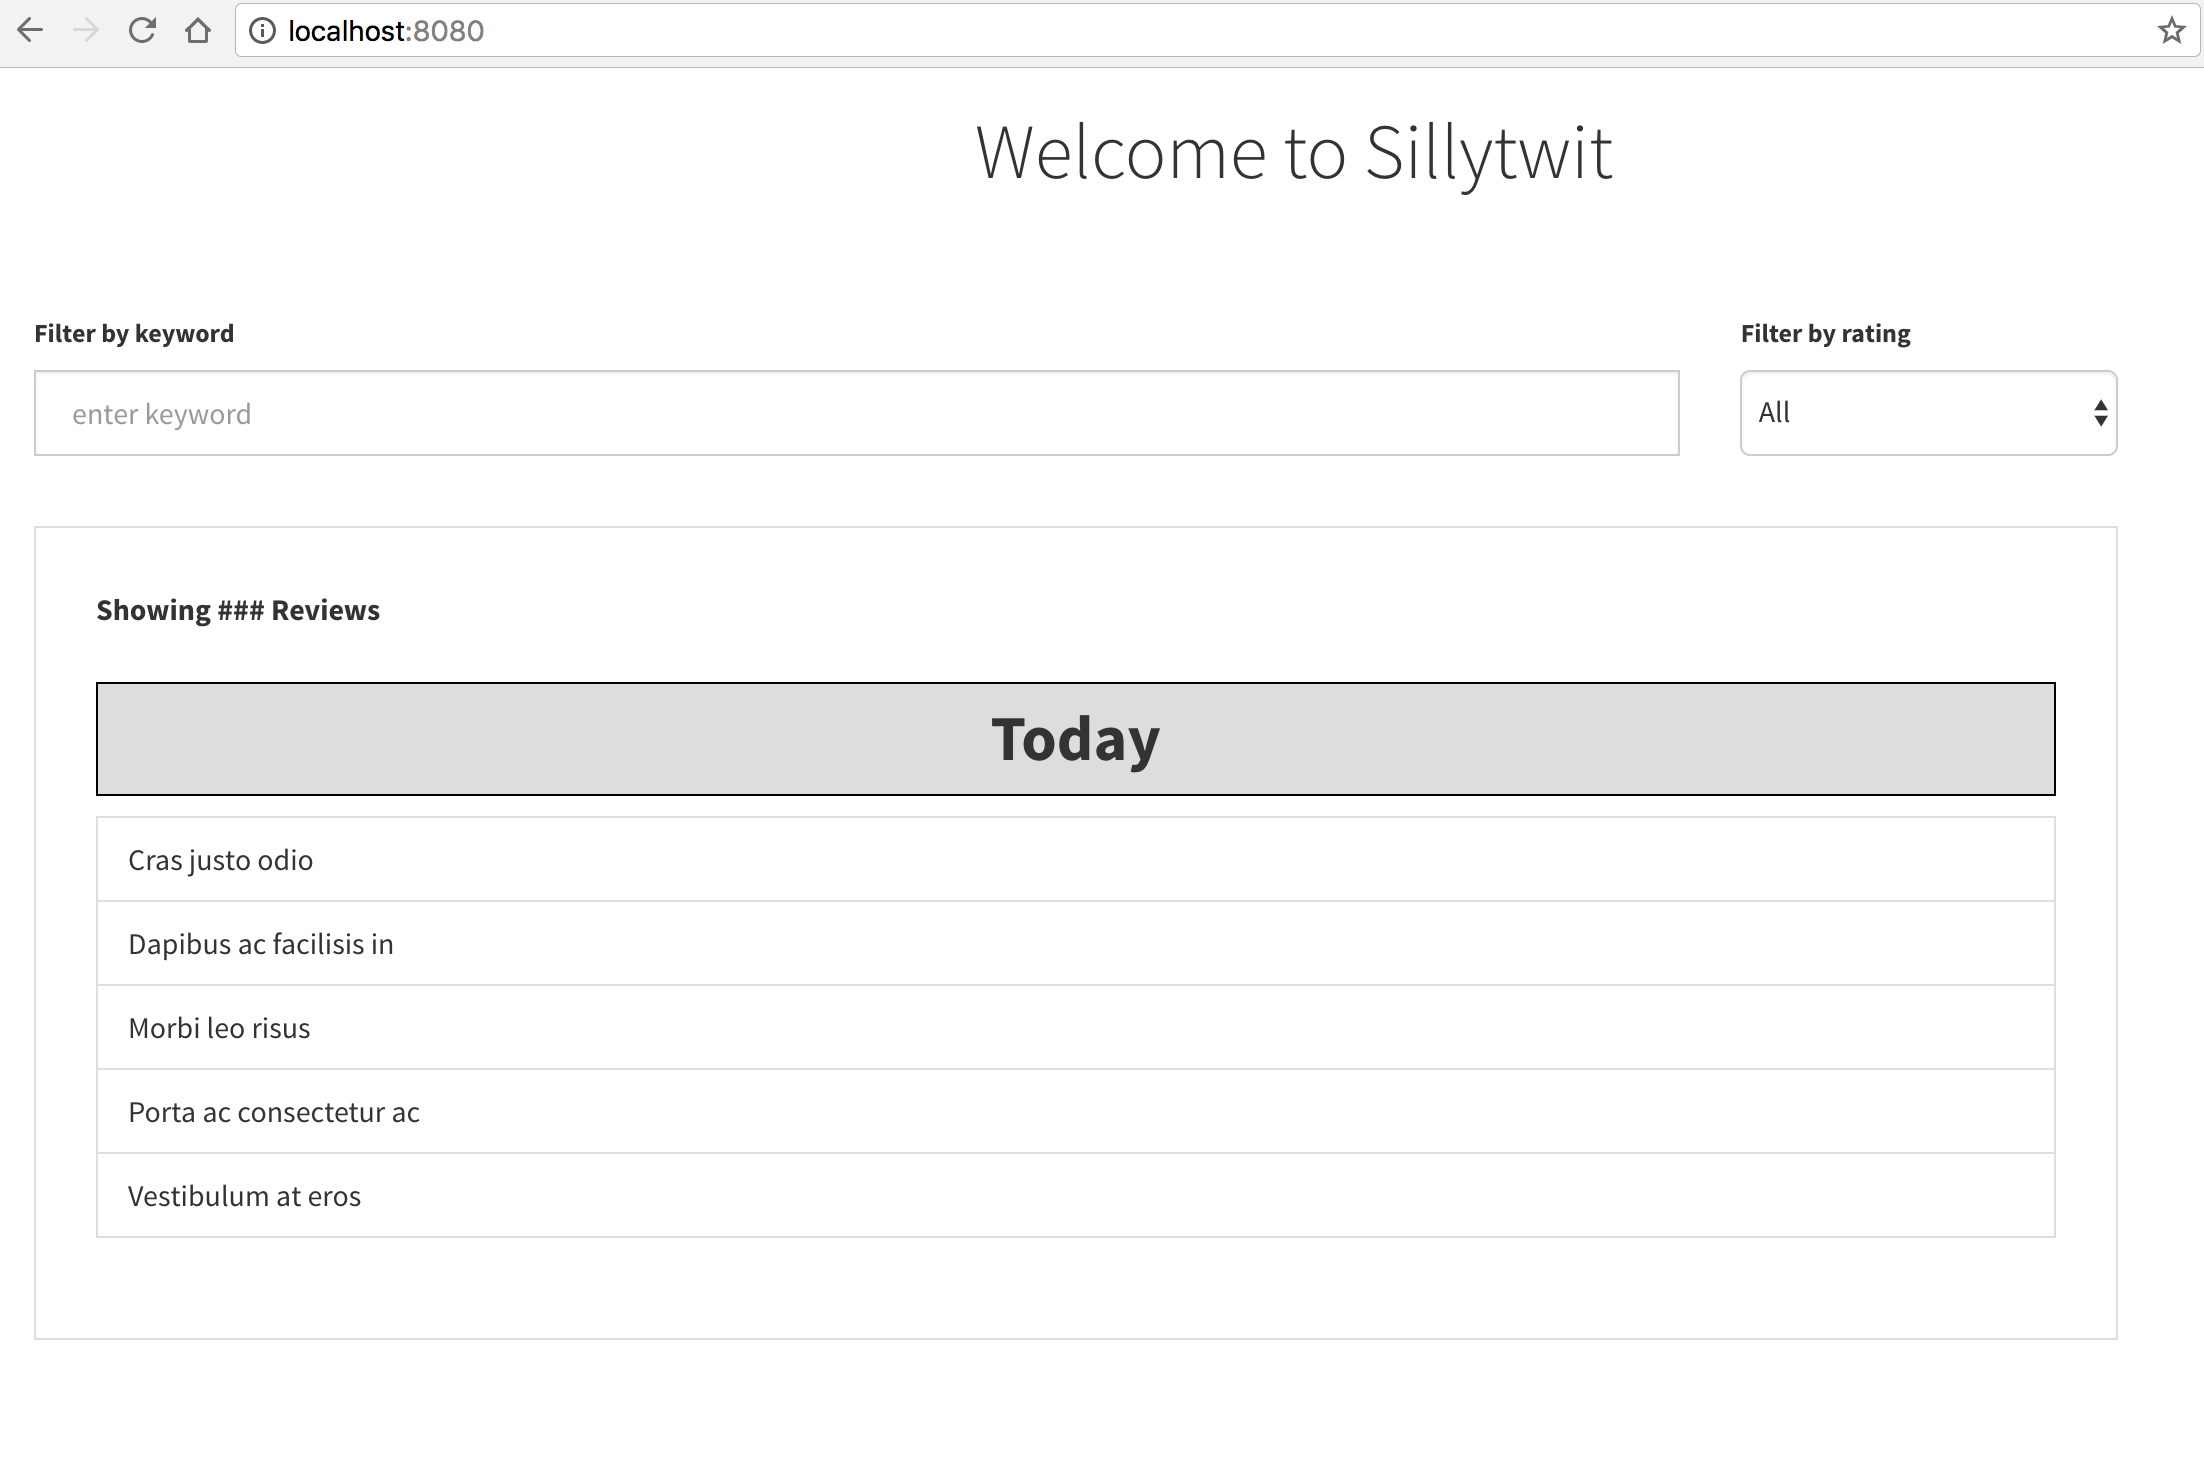 localhost:8080
Welcome to Sillytwit
Filter by keyword
Filter by rating
enter keyword
All
Showing ### Reviews
Today
Cras justo odio
Dapibus ac facilisis in
Morbi leo risus
Porta ac consectetur ac
Vestibulum at eros